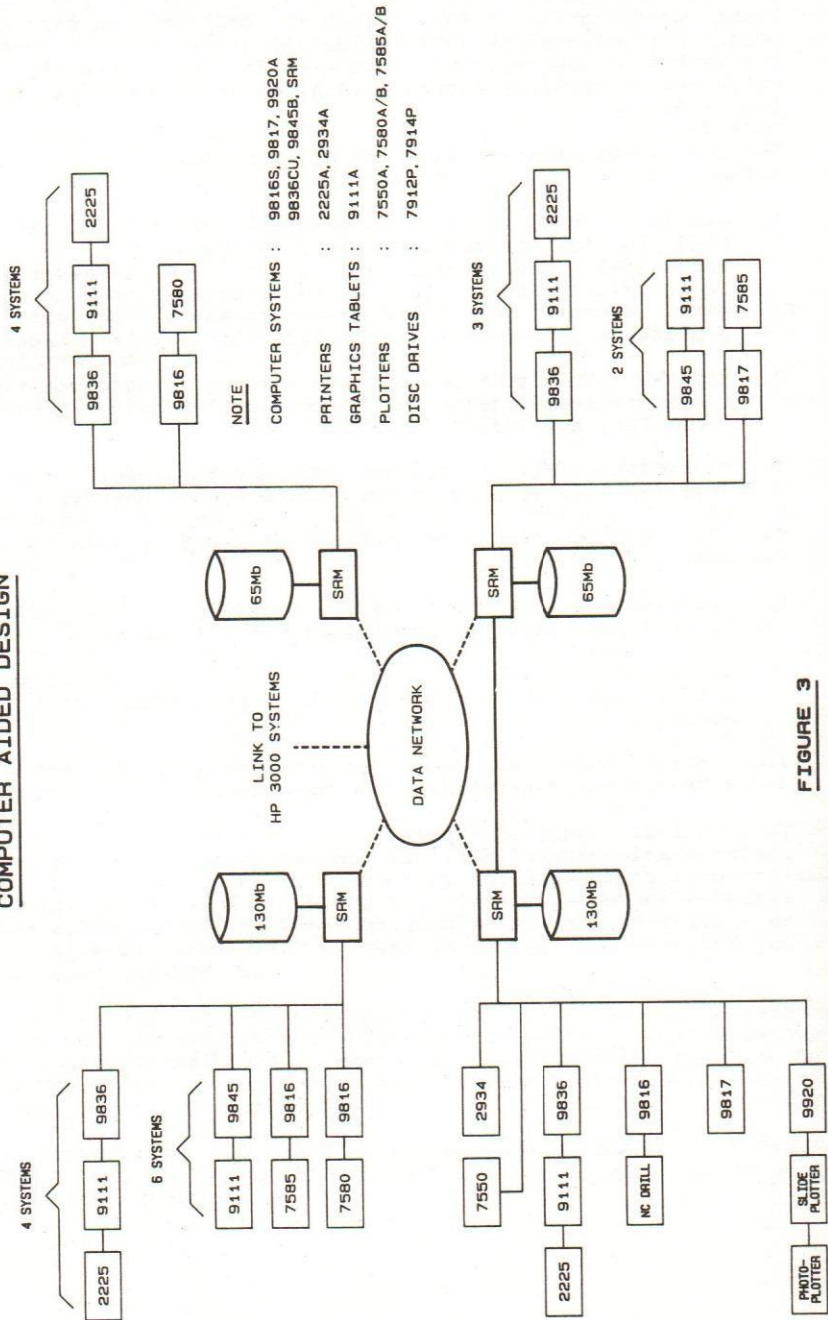 COMPUTER AIDED DESIGN
4 SYSTEMS
2225 9111 9836
6 SYSTEMS
9111 9845
7585 9816
7580 9816
130Mb
SRM
LINK TO
HP 3000 SYSTEMS
DATA NETWORK
65Mb
SRM
4 SYSTEMS
9836 9111 2225
9816 7580
NOTE
COMPUTER SYSTEMS : 9816S, 9817, 9920A
9836CU, 9845B, SRM
PRINTERS : 2225A, 2934A
GRAPHICS TABLETS : 9111A
PLOTTERS : 7550A, 7580A/B, 7585A/B
DISC DRIVES : 7912P, 7914P
7550 2934
2225 9111 9836
NC DRILL 9816
9817
PHOTO-
PLOTTER
SLIDE
PLOTTER
9920
SRM
130Mb
SRM
65Mb
3 SYSTEMS
9836 9111 2225
2 SYSTEMS
9845 9111
9817 7585
FIGURE 3